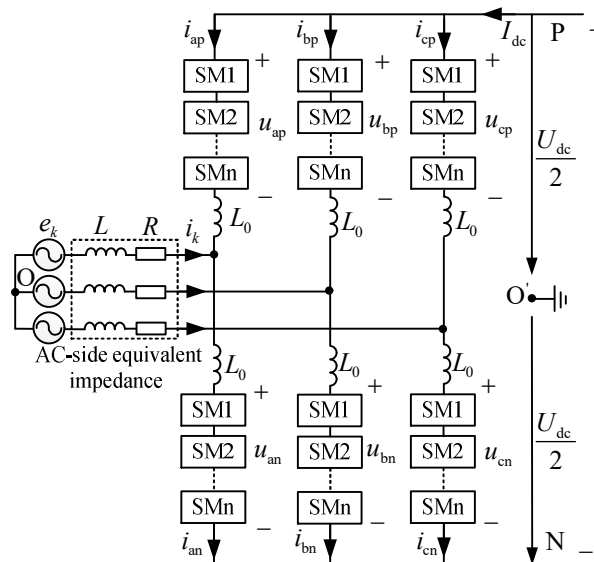 i_ap i_bp i_cp I_dc P +
SM1 + SM1 + SM1 +
SM2 u_ap SM2 u_bp SM2 u_cp U_dc/2
SMn − SMn − SMn −
L_0 L_0 L_0
e_k L R i_k
O O'
AC-side equivalent
impedance
L_0 L_0 L_0
SM1 + SM1 + SM1 +
SM2 u_an SM2 u_bn SM2 u_cn U_dc/2
SMn − SMn − SMn −
i_an i_bn i_cn N −